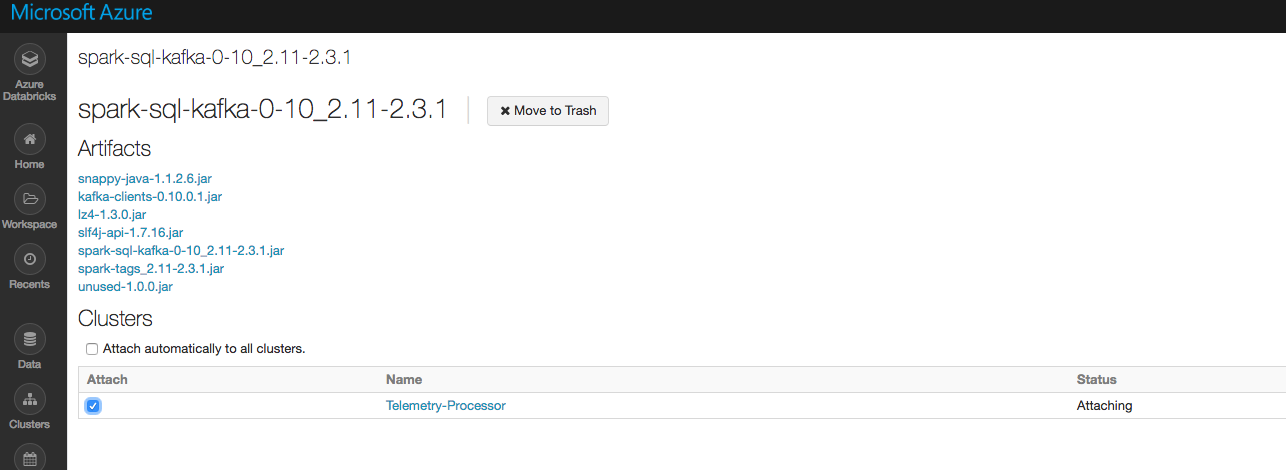 Microsoft Azure
Azure
Databricks
Home
Workspace
Recents
Data
Clusters
spark-sql-kafka-0-10_2.11-2.3.1
spark-sql-kafka-0-10_2.11-2.3.1
✖ Move to Trash
Artifacts
snappy-java-1.1.2.6.jar
kafka-clients-0.10.0.1.jar
lz4-1.3.0.jar
slf4j-api-1.7.16.jar
spark-sql-kafka-0-10_2.11-2.3.1.jar
spark-tags_2.11-2.3.1.jar
unused-1.0.0.jar
Clusters
Attach automatically to all clusters.
Attach Name Status
Telemetry-Processor Attaching